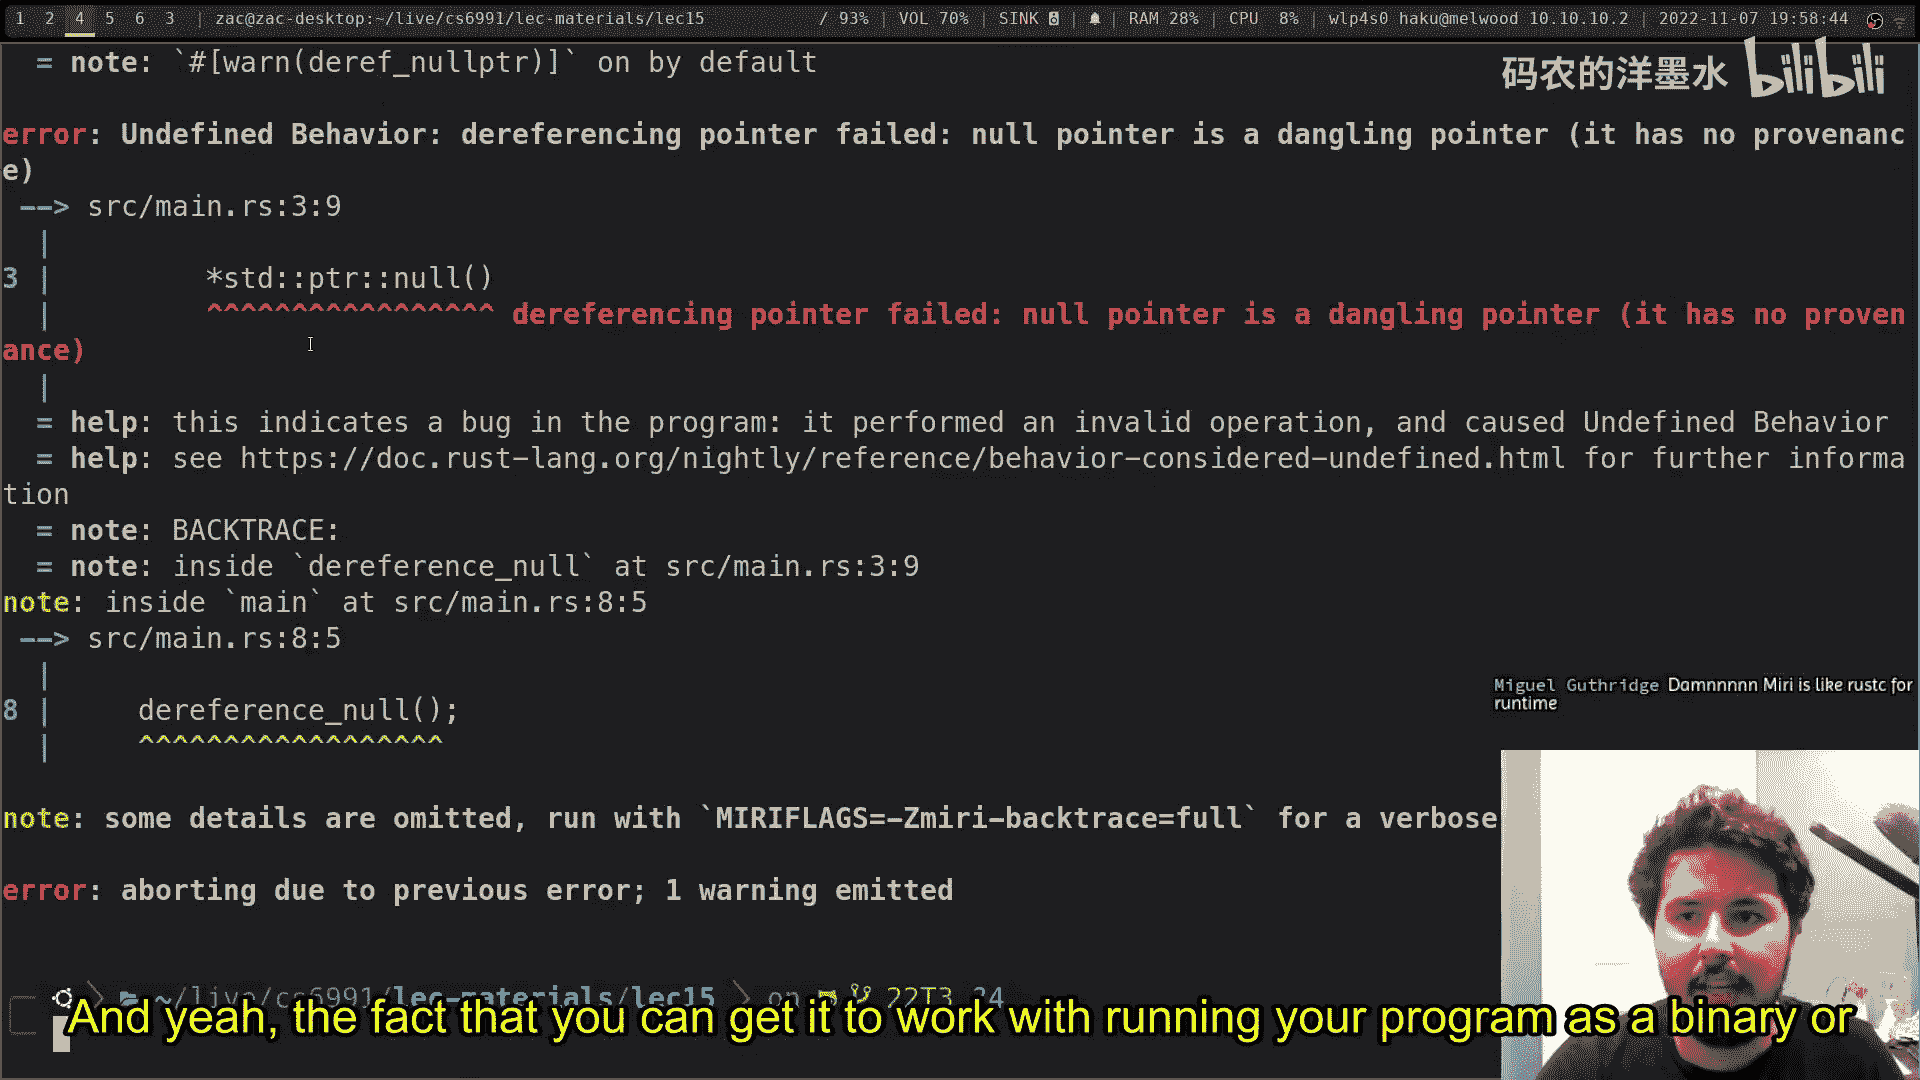 1 2 4 5 6 3 | zac@zac-desktop:~/live/cs6991/lec-materials/lec15 / 93% | VOL 70% | SINK | | RAM 28% | CPU 8% | wlp4s0 haku@melwood 10.10.10.2 | 2022-11-07 19:58:44
= note: `#[warn(deref_nullptr)]` on by default
码农的洋墨水 bilibili
error: Undefined Behavior: dereferencing pointer failed: null pointer is a dangling pointer (it has no provenanc
e)
--> src/main.rs:3:9
|
3 | *std::ptr::null()
| ^^^^^^^^^^^^^^^^^ dereferencing pointer failed: null pointer is a dangling pointer (it has no proven
ance)
|
= help: this indicates a bug in the program: it performed an invalid operation, and caused Undefined Behavior
= help: see https://doc.rust-lang.org/nightly/reference/behavior-considered-undefined.html for further informa
tion
= note: BACKTRACE:
= note: inside `dereference_null` at src/main.rs:3:9
note: inside `main` at src/main.rs:8:5
--> src/main.rs:8:5
|
8 | dereference_null();
| ^^^^^^^^^^^^^^^^^^
Miguel Guthridge Damnnnnn Miri is like rustc for
runtime
note: some details are omitted, run with `MIRIFLAGS=-Zmiri-backtrace=full` for a verbose
error: aborting due to previous error; 1 warning emitted
~/live/cs6991/lec-materials/lec15 on 22T3 24
And yeah, the fact that you can get it to work with running your program as a binary or